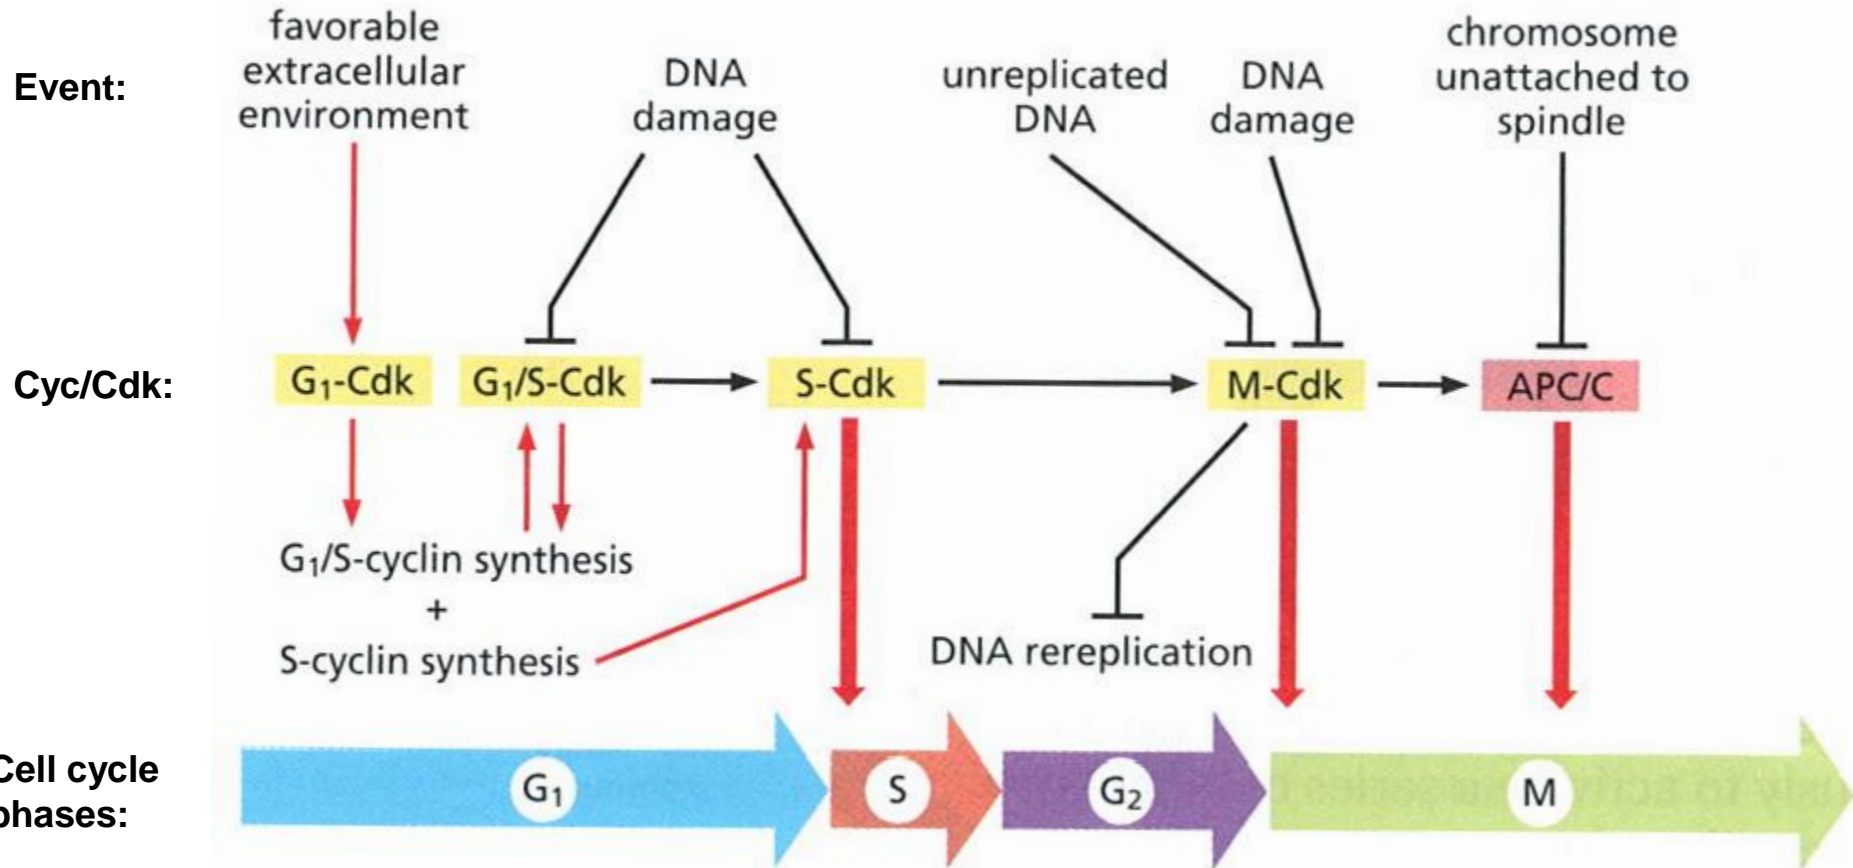 Event:
favorable
extracellular
environment
DNA
damage
unreplicated
DNA
DNA
damage
chromosome
unattached to
spindle
Cyc/Cdk:
G₁-Cdk
G₁/S-Cdk
S-Cdk
M-Cdk
APC/C
G₁/S-cyclin synthesis
+
S-cyclin synthesis
DNA rereplication
Cell cycle
phases:
G₁
S
G₂
M